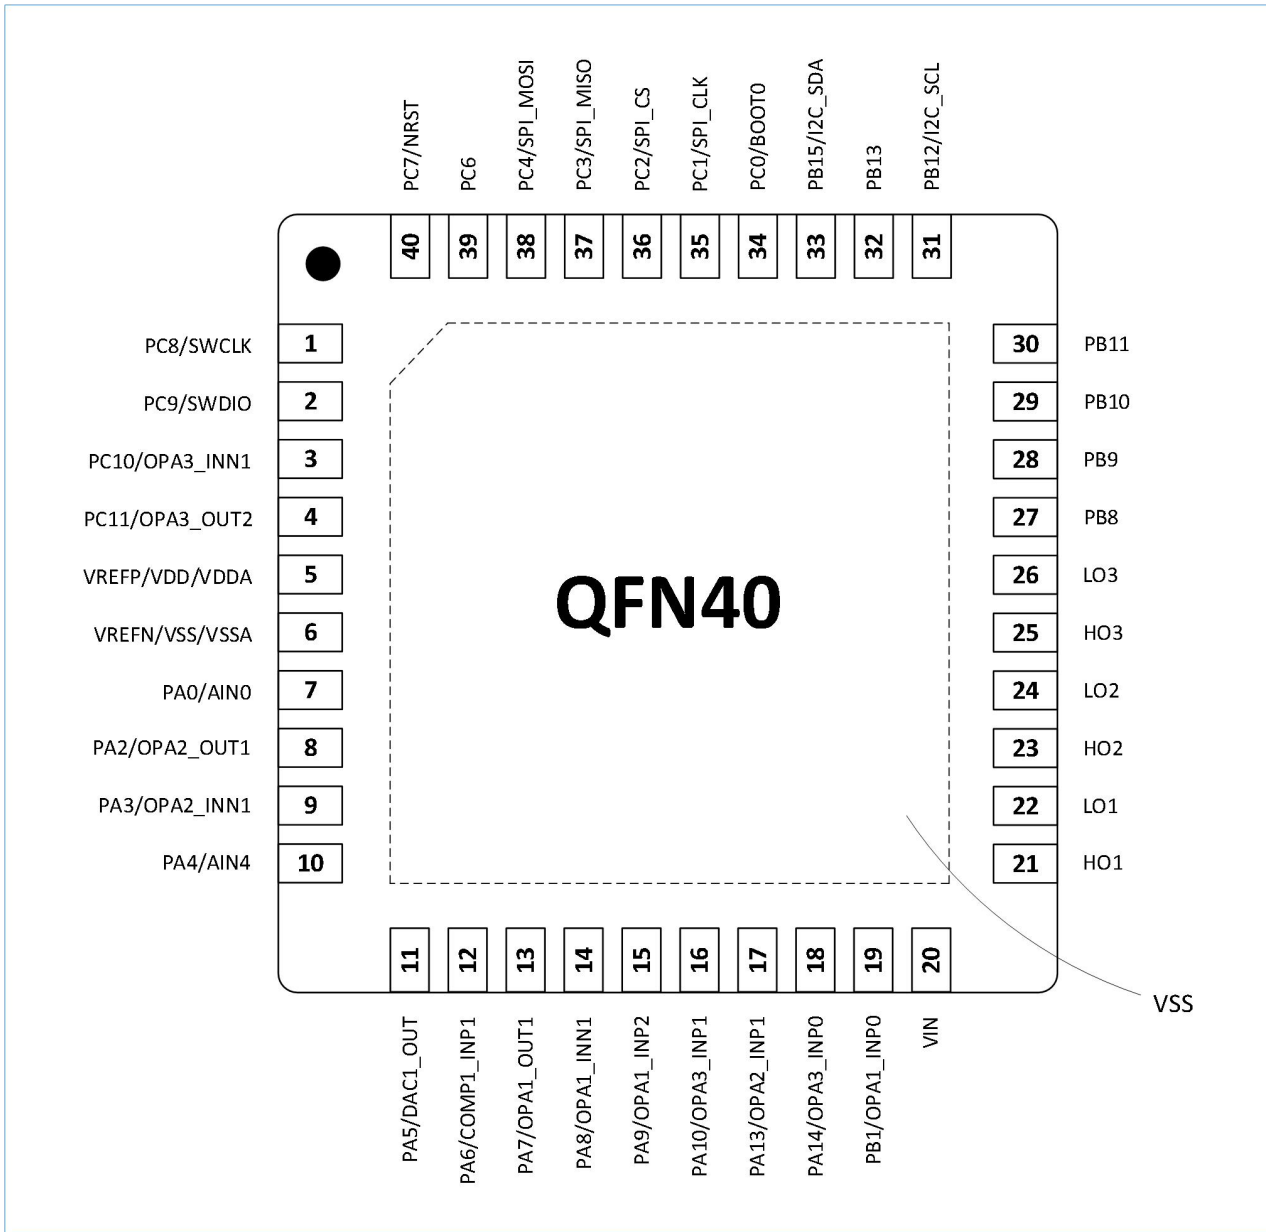 PC7/NRST
PC6
PC4/SPI_MOSI
PC3/SPI_MISO
PC2/SPI_CS
PC1/SPI_CLK
PC0/BOOT0
PB15/I2C_SDA
PB13
PB12/I2C_SCL
40
39
38
37
36
35
34
33
32
31
PC8/SWCLK 1
PC9/SWDIO 2
PC10/OPA3_INN1 3
PC11/OPA3_OUT2 4
VREFP/VDD/VDDA 5
VREFN/VSS/VSSA 6
PA0/AIN0 7
PA2/OPA2_OUT1 8
PA3/OPA2_INN1 9
PA4/AIN4 10
QFN40
30 PB11
29 PB10
28 PB9
27 PB8
26 LO3
25 HO3
24 LO2
23 HO2
22 LO1
21 HO1
11
12
13
14
15
16
17
18
19
20
VSS
PA5/DAC1_OUT
PA6/COMP1_INP1
PA7/OPA1_OUT1
PA8/OPA1_INN1
PA9/OPA1_INP2
PA10/OPA3_INP1
PA13/OPA2_INP1
PA14/OPA3_INP0
PB1/OPA1_INP0
VIN